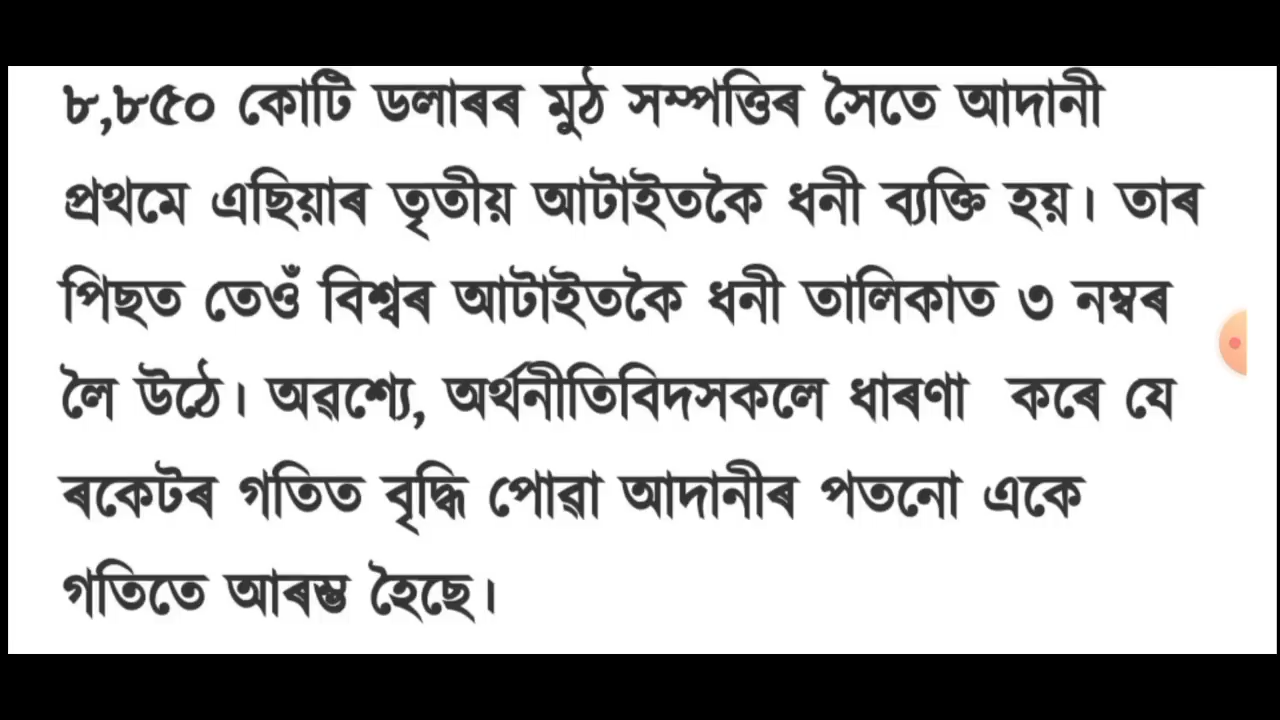 ৮,৮৫০ কোটি ডলাৰৰ মুঠ সম্পত্তিৰ সৈতে আদানী
প্ৰথমে এছিয়াৰ তৃতীয় আটাইতকৈ ধনী ব্যক্তি হয়। তাৰ
পিছত তেওঁ বিশ্বৰ আটাইতকৈ ধনী তালিকাত ৩ নম্বৰ
লৈ উঠে। অৱশ্যে, অৰ্থনীতিবিদসকলে ধাৰণা কৰে যে
ৰকেটৰ গতিত বৃদ্ধি পোৱা আদানীৰ পতনো একে
গতিতে আৰম্ভ হৈছে।